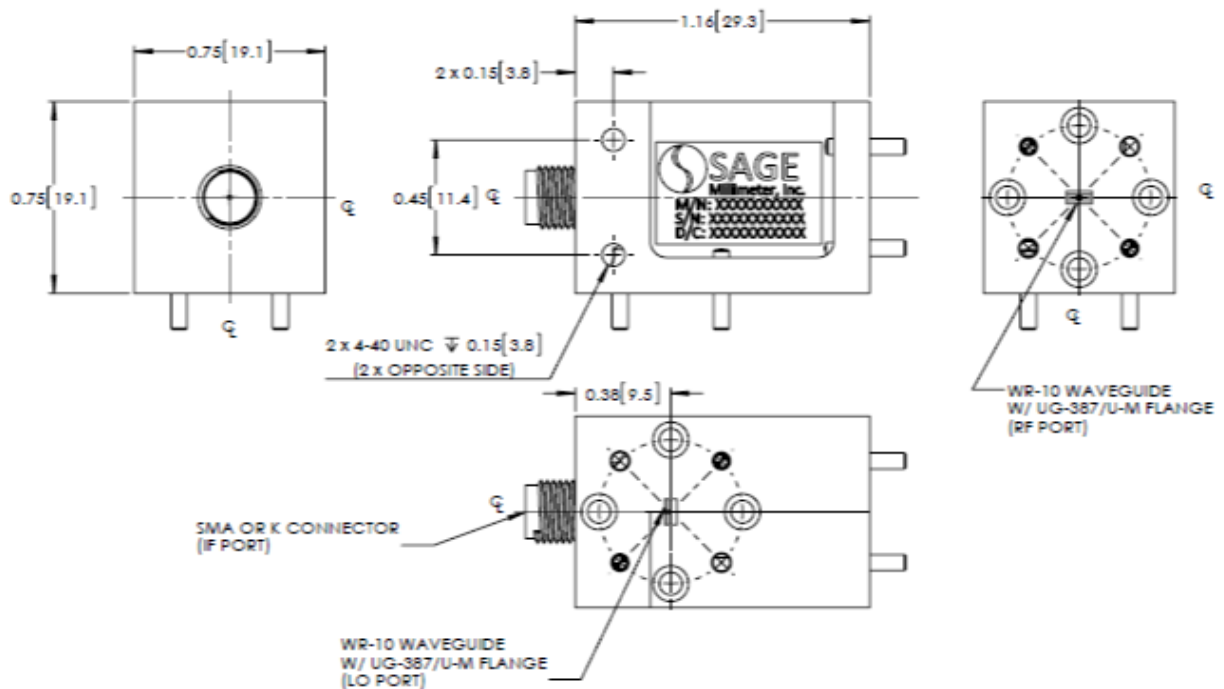 1.16[29.3]
0.75[19.1]
2 x 0.15[3.8]
0.75[19.1]
0.45[11.4]
℄
℄
℄
℄
℄
℄
SAGE
Millimeter, Inc.
M/N: XXXXXXXXXX
S/N: XXXXXXXXXXX
D/C: XXXXXXXXXXX
2 x 4-40 UNC ↧ 0.15[3.8]
(2 x OPPOSITE SIDE)
0.38[9.5]
WR-10 WAVEGUIDE
W/ UG-387/U-M FLANGE
(RF PORT)
SMA OR K CONNECTOR
(IF PORT)
WR-10 WAVEGUIDE
W/ UG-387/U-M FLANGE
(LO PORT)